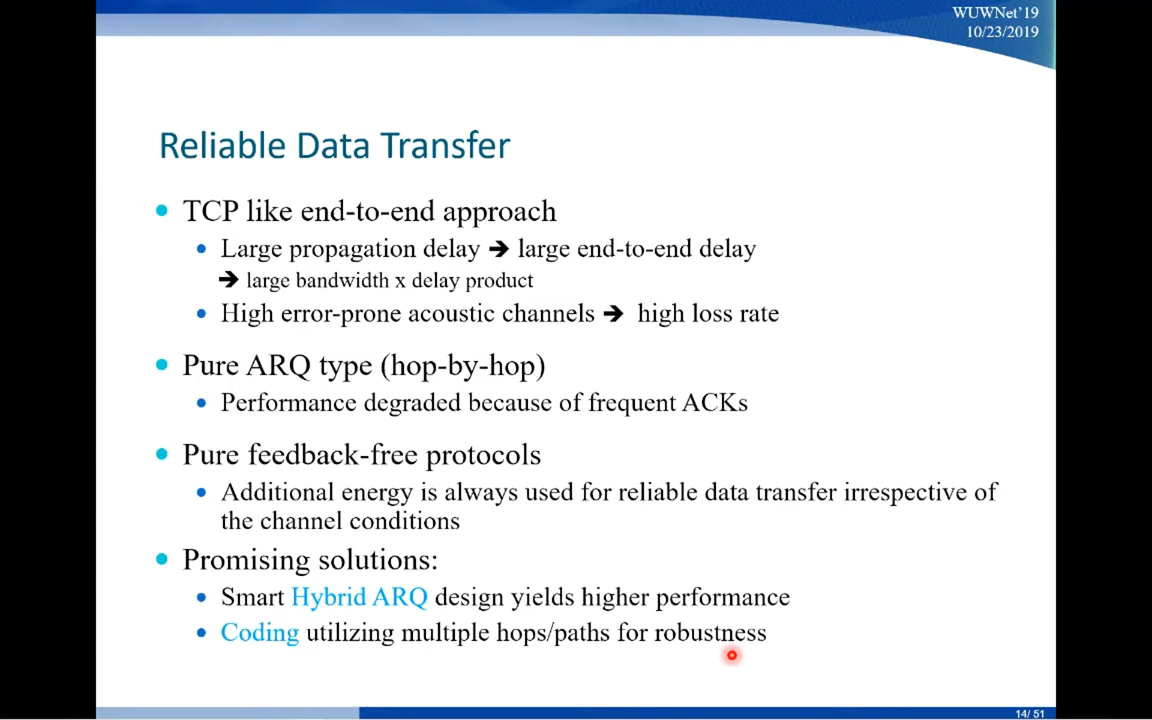 WUWNet’19
10/23/2019
Reliable Data Transfer
• TCP like end-to-end approach
• Large propagation delay ➔ large end-to-end delay
➔ large bandwidth x delay product
• High error-prone acoustic channels ➔ high loss rate
• Pure ARQ type (hop-by-hop)
• Performance degraded because of frequent ACKs
• Pure feedback-free protocols
• Additional energy is always used for reliable data transfer irrespective of
the channel conditions
• Promising solutions:
• Smart Hybrid ARQ design yields higher performance
• Coding utilizing multiple hops/paths for robustness
14/ 51